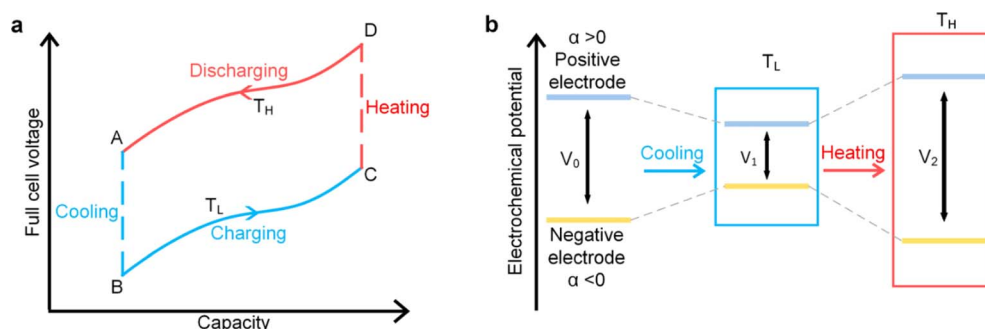 a
Full cell voltage
A
B
C
D
Discharging
T_H
Heating
Cooling
T_L
Charging
Capacity
b
Electrochemical potential
α >0
Positive
electrode
V_0
Negative
electrode
α <0
Cooling
T_L
V_1
Heating
T_H
V_2